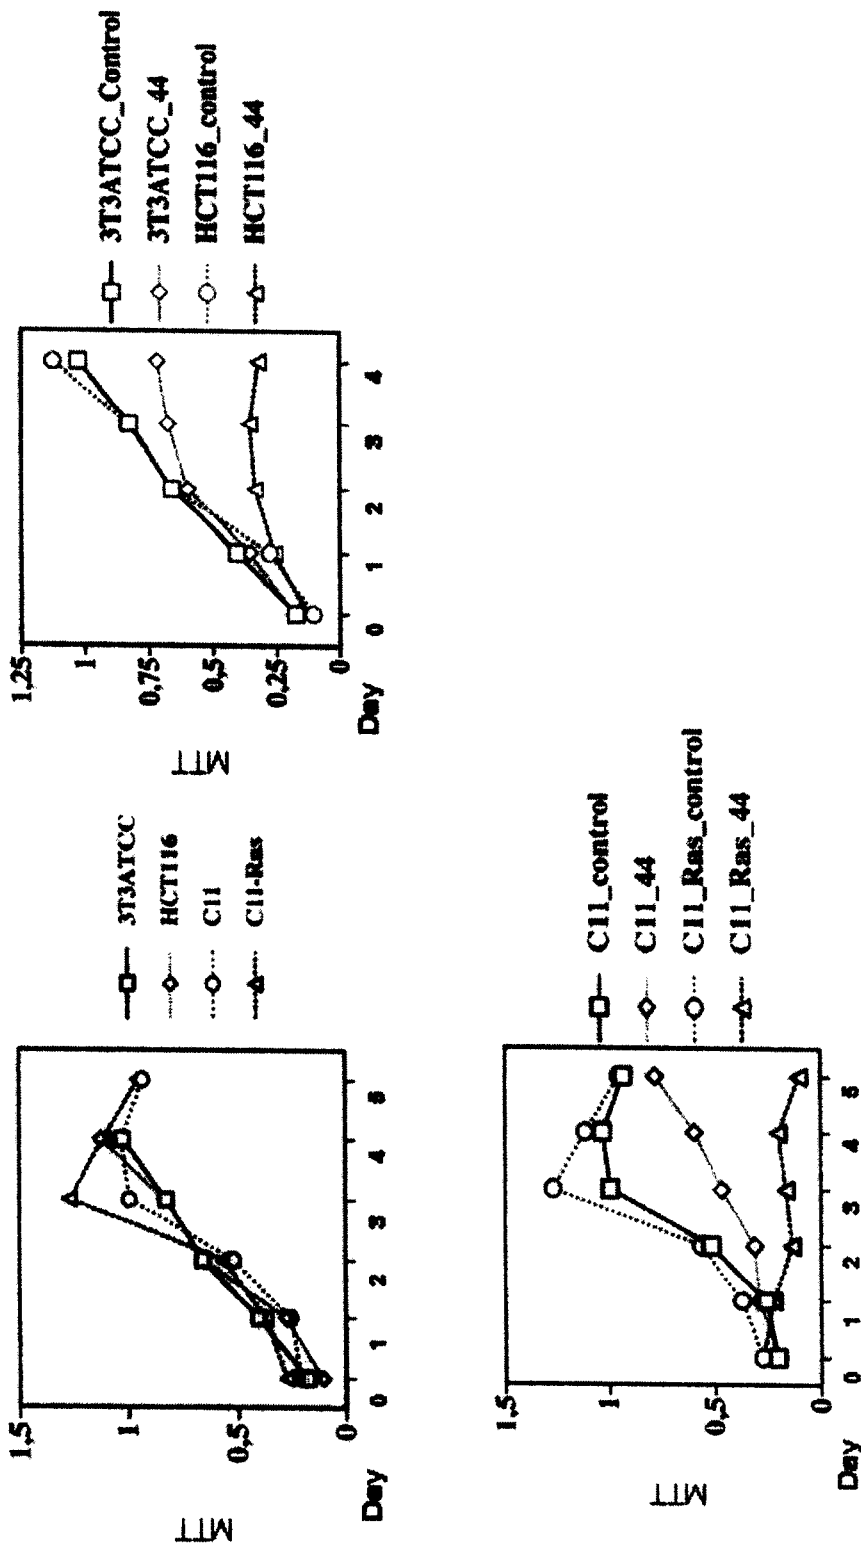 MTT
1,5
1
0,5
0
0 1 2 3 4 5
Day
3T3ATCC
HCT116
C11
C11-Ras
MTT
1,25
1
0,75
0,5
0,25
0
0 1 2 3 4
Day
3T3ATCC_Control
3T3ATCC_44
HCT116_control
HCT116_44
MTT
1,5
1
0,5
0
0 1 2 3 4 5
Day
C11_control
C11_44
C11_Ras_control
C11_Ras_44